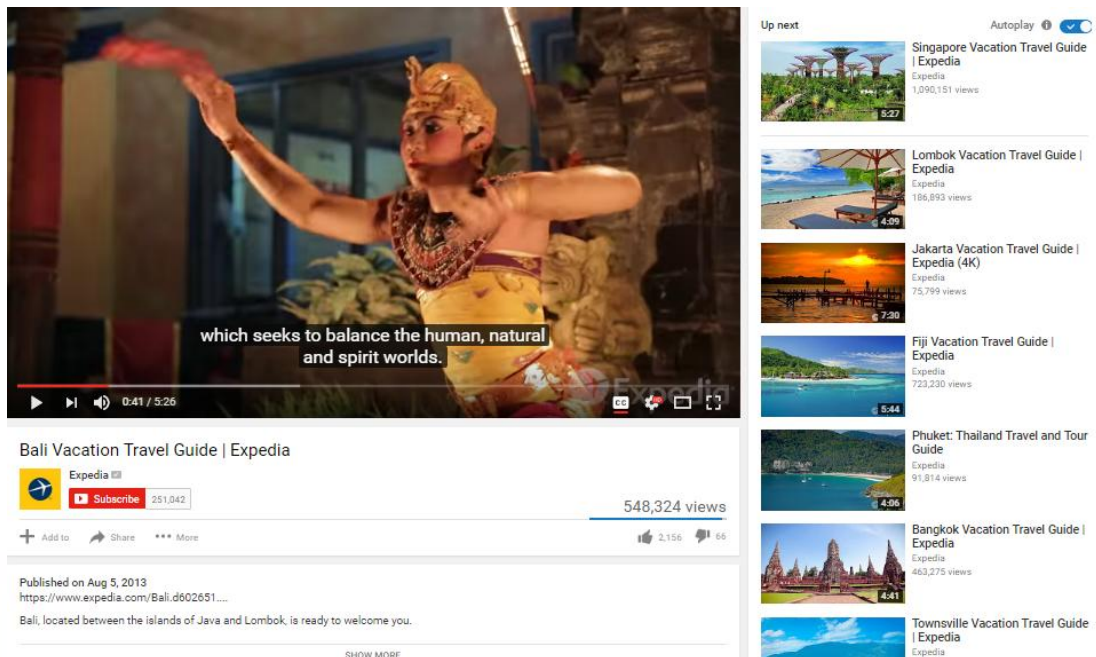 which seeks to balance the human, natural
and spirit worlds.
Expedia
0:41 / 5:26
CC
HD
Bali Vacation Travel Guide | Expedia
Expedia
Subscribe 251,042
548,324 views
Add to Share More 2,156 66
Published on Aug 5, 2013
https://www.expedia.com/Bali.d602651....
Bali, located between the islands of Java and Lombok, is ready to welcome you.
SHOW MORE
Up next Autoplay
Singapore Vacation Travel Guide
| Expedia
Expedia
1,090,151 views
5:27
Lombok Vacation Travel Guide |
Expedia
Expedia
186,893 views
4:09
Jakarta Vacation Travel Guide |
Expedia (4K)
Expedia
75,799 views
7:30
Fiji Vacation Travel Guide |
Expedia
Expedia
723,230 views
5:44
Phuket: Thailand Travel and Tour
Guide
Expedia
91,814 views
4:06
Bangkok Vacation Travel Guide |
Expedia
Expedia
463,275 views
4:41
Townsville Vacation Travel Guide
| Expedia
Expedia